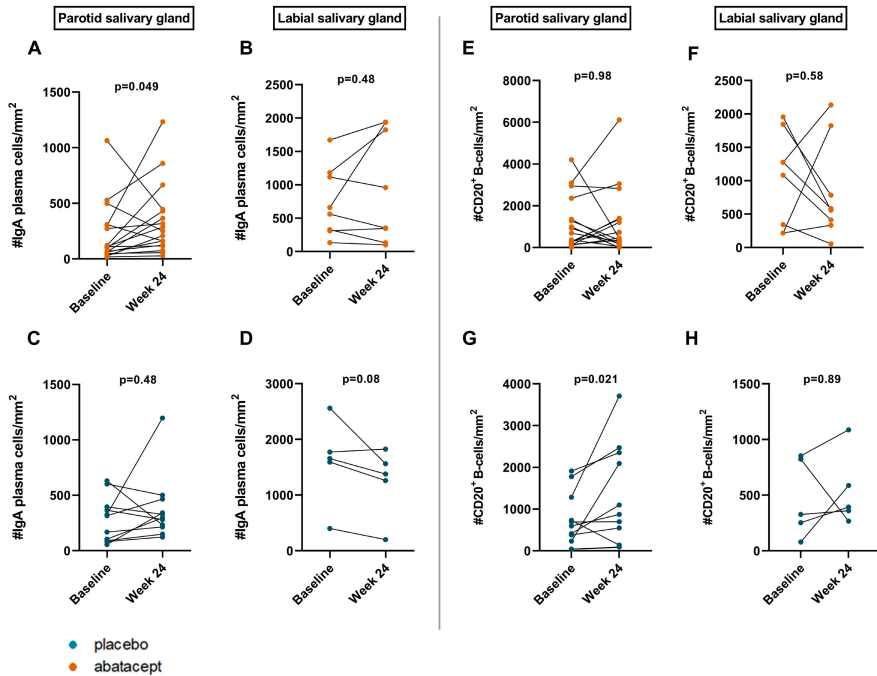 Parotid salivary gland
Labial salivary gland
Parotid salivary gland
Labial salivary gland
A
p=0.049
#IgA plasma cells/mm²
1500
1000
500
0
Baseline
Week 24
B
p=0.48
#IgA plasma cells/mm²
2500
2000
1500
1000
500
0
Baseline
Week 24
E
p=0.98
#CD20⁺ B-cells/mm²
8000
6000
4000
2000
0
Baseline
Week 24
F
p=0.58
#CD20⁺ B-cells/mm²
2500
2000
1500
1000
500
0
Baseline
Week 24
C
p=0.48
#IgA plasma cells/mm²
1500
1000
500
0
Baseline
Week 24
D
p=0.08
#IgA plasma cells/mm²
3000
2000
1000
0
Baseline
Week 24
G
p=0.021
#CD20⁺ B-cells/mm²
4000
3000
2000
1000
0
Baseline
Week 24
H
p=0.89
#CD20⁺ B-cells/mm²
1500
1000
500
0
Baseline
Week 24
placebo
abatacept